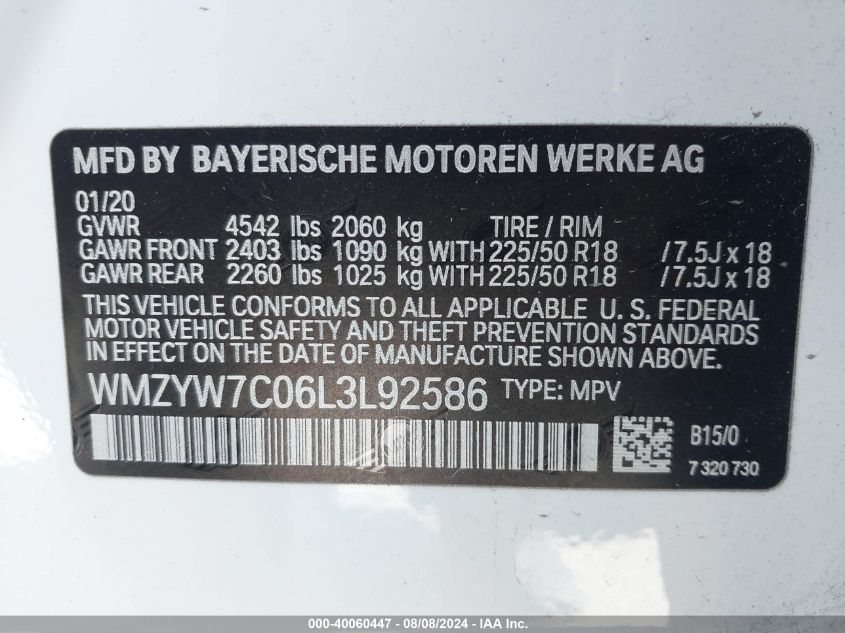 MFD BY BAYERISCHE MOTOREN WERKE AG
01/20
GVWR 4542 lbs 2060 kg TIRE / RIM
GAWR FRONT 2403 lbs 1090 kg WITH 225/50 R18 /7.5J x 18
GAWR REAR 2260 lbs 1025 kg WITH 225/50 R18 /7.5J x 18
THIS VEHICLE CONFORMS TO ALL APPLICABLE U. S. FEDERAL
MOTOR VEHICLE SAFETY AND THEFT PREVENTION STANDARDS
IN EFFECT ON THE DATE OF MANUFACTURE SHOWN ABOVE.
WMZYW7C06L3L92586 TYPE: MPV
B15/0
7 320 730
000-40060447 - 08/08/2024 - IAA Inc.